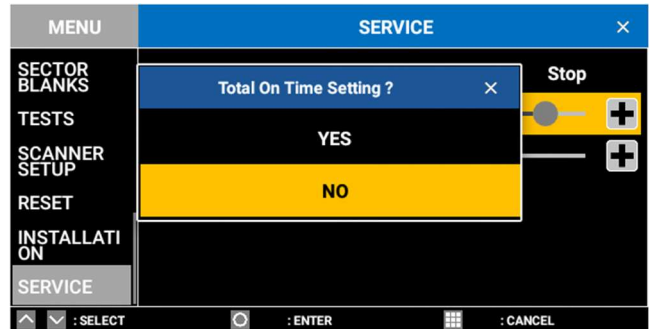 MENU
SERVICE
SECTOR
BLANKS
Stop
Total On Time Setting ?
TESTS
YES
SCANNER
SETUP
NO
RESET
INSTALLATI
ON
SERVICE
: SELECT
: ENTER
: CANCEL